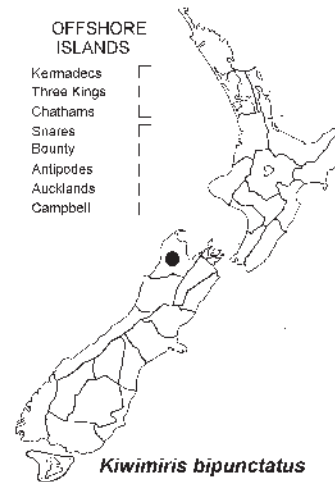 OFFSHORE
ISLANDS
Kermadecs
Three Kings
Chathams
Snares
Bounty
Antipodes
Aucklands
Campbell
Kiwimiris bipunctatus